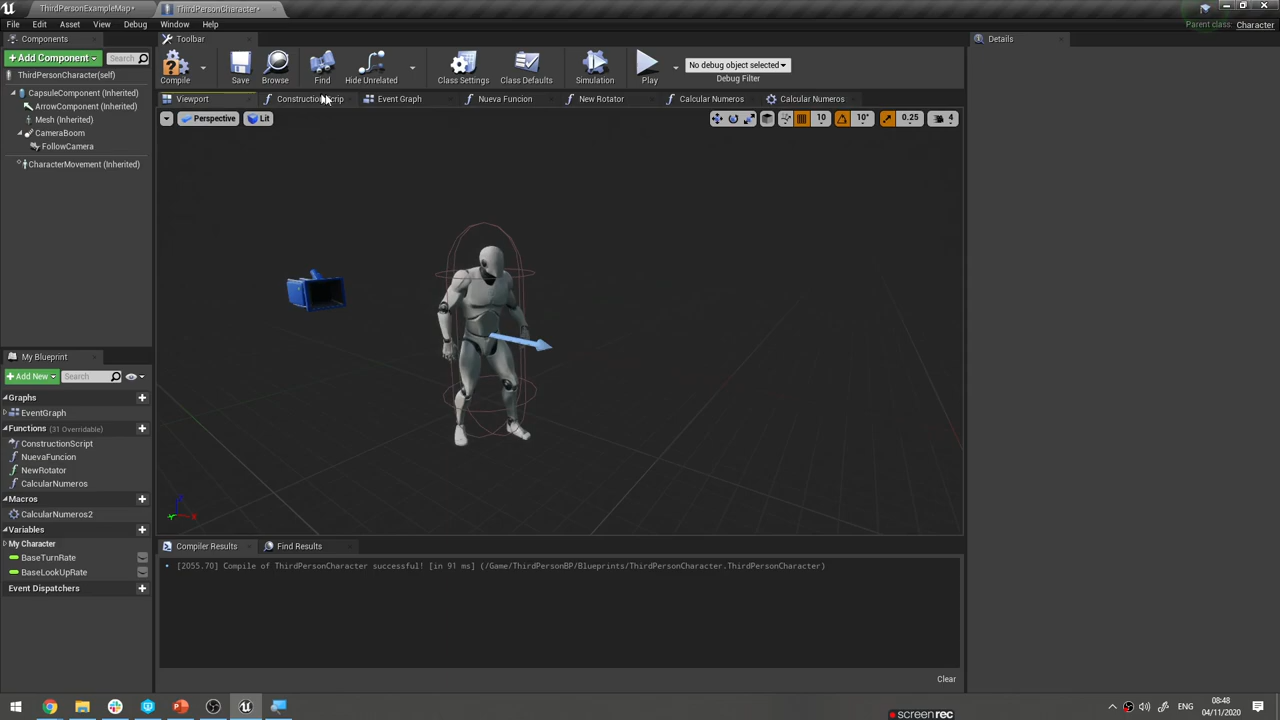 ThirdPersonExampleMap*
ThirdPersonCharacter*
File Edit Asset View Debug Window Help
Parent class: Character
Components
Toolbar
Details
Add Component
Search
Compile
Save
Browse
Find
Hide Unrelated
Class Settings
Class Defaults
Simulation
Play
No debug object selected
Debug Filter
ThirdPersonCharacter(self)
CapsuleComponent (Inherited)
ArrowComponent (Inherited)
Mesh (Inherited)
CameraBoom
FollowCamera
CharacterMovement (Inherited)
Viewport
Event Graph
Nueva Funcion
New Rotator
Calcular Numeros
Calcular Numeros
Perspective
Lit
10
10°
0.25
4
My Blueprint
Add New
Search
Graphs
EventGraph
Functions (31 Overridable)
ConstructionScript
NuevaFuncion
NewRotator
CalcularNumeros
Macros
CalcularNumeros2
Variables
My Character
BaseTurnRate
BaseLookUpRate
Event Dispatchers
Compiler Results
Find Results
[2055.70] Compile of ThirdPersonCharacter successful! [in 91 ms] (/Game/ThirdPersonBP/Blueprints/ThirdPersonCharacter.ThirdPersonCharacter)
Clear
ENG
08:48
04/11/2020
screenrec